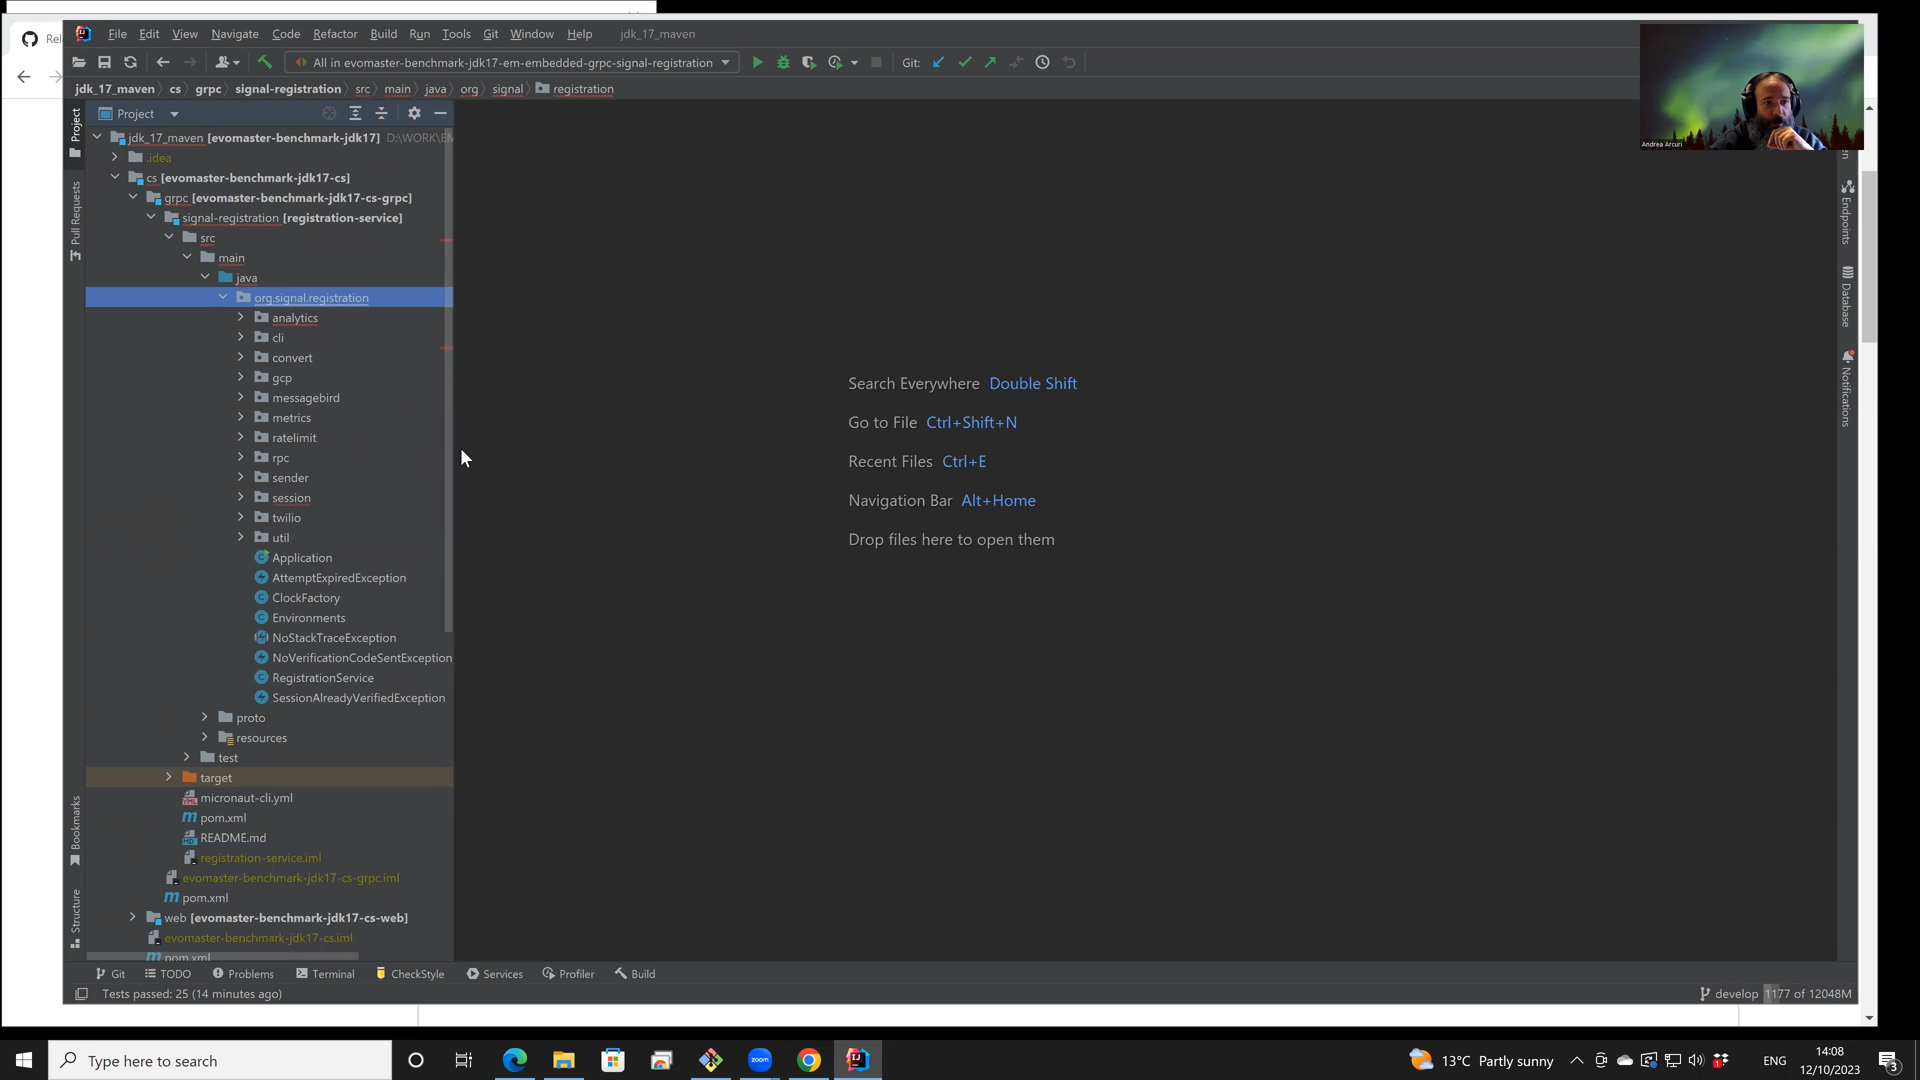 Rel
File Edit View Navigate Code Refactor Build Run Tools Git Window Help jdk_17_maven
All in evomaster-benchmark-jdk17-em-embedded-grpc-signal-registration Git:
jdk_17_maven cs grpc signal-registration src main java org signal registration
Project
jdk_17_maven [evomaster-benchmark-jdk17] D:\WORK\EM
.idea
cs [evomaster-benchmark-jdk17-cs]
grpc [evomaster-benchmark-jdk17-cs-grpc]
signal-registration [registration-service]
src
main
java
org.signal.registration
analytics
cli
convert
gcp
messagebird
metrics
ratelimit
rpc
sender
session
twilio
util
Application
AttemptExpiredException
ClockFactory
Environments
NoStackTraceException
NoVerificationCodeSentException
RegistrationService
SessionAlreadyVerifiedException
proto
resources
test
target
micronaut-cli.yml
pom.xml
README.md
registration-service.iml
evomaster-benchmark-jdk17-cs-grpc.iml
pom.xml
web [evomaster-benchmark-jdk17-cs-web]
evomaster-benchmark-jdk17-cs.iml
pom.xml
Project
Pull Requests
Bookmarks
Structure
Search Everywhere Double Shift
Go to File Ctrl+Shift+N
Recent Files Ctrl+E
Navigation Bar Alt+Home
Drop files here to open them
Andrea Arcuri
Endpoints
Database
Notifications
Git TODO Problems Terminal CheckStyle Services Profiler Build
Tests passed: 25 (14 minutes ago) develop 1177 of 12048M
Type here to search zoom 13°C Partly sunny ENG 14:08
12/10/2023 3